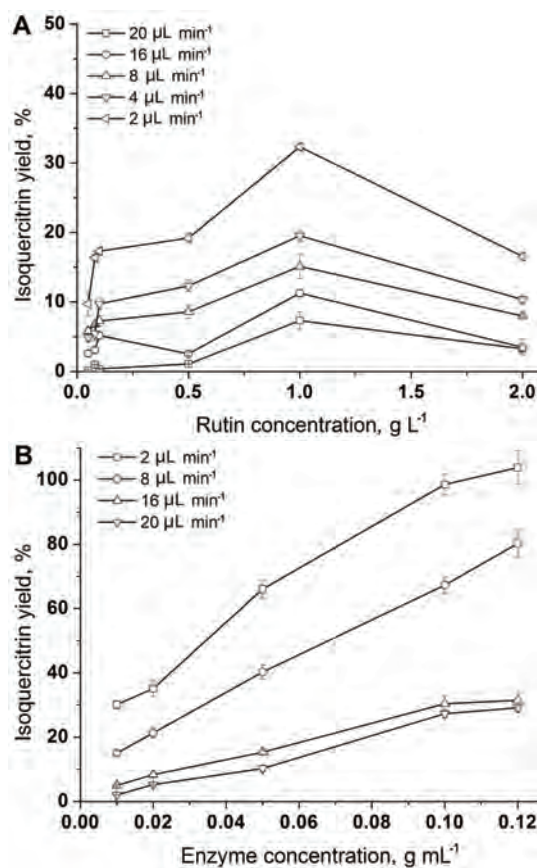 A
50
40
30
20
10
0
20 µL min⁻¹
16 µL min⁻¹
8 µL min⁻¹
4 µL min⁻¹
2 µL min⁻¹
Isoquercitrin yield, %
0.0 0.5 1.0 1.5 2.0
Rutin concentration, g L⁻¹
B
100
80
60
40
20
0
2 µL min⁻¹
8 µL min⁻¹
16 µL min⁻¹
20 µL min⁻¹
Isoquercitrin yield, %
0.00 0.02 0.04 0.06 0.08 0.10 0.12
Enzyme concentration, g mL⁻¹